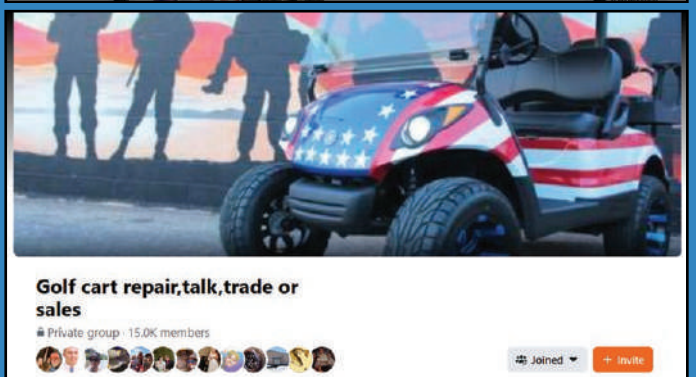 Golf cart repair,talk,trade or
sales
Private group · 15.0K members
Joined
+ Invite